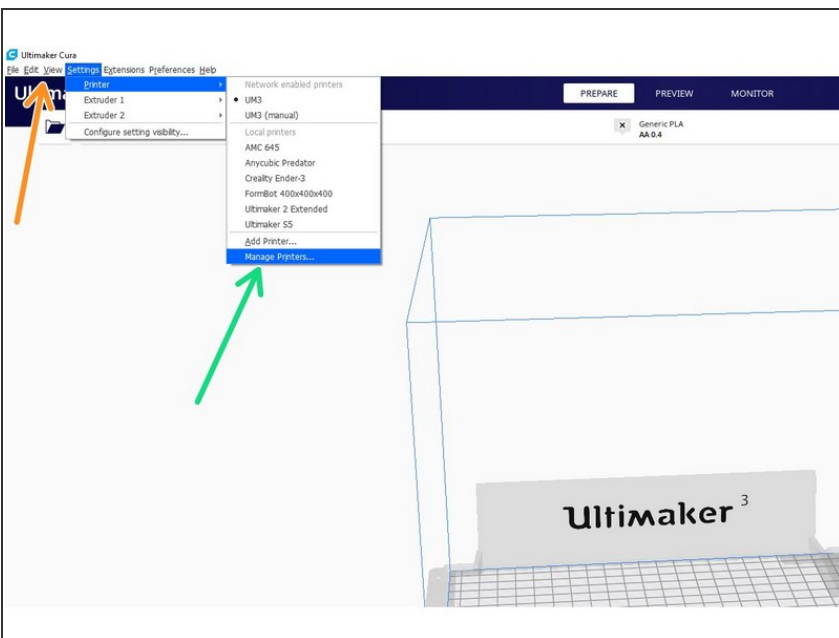 Ultimaker Cura
File Edit View Settings Extensions Preferences Help
PREPARE PREVIEW MONITOR
Printer
Extruder 1
Extruder 2
Configure setting visibility...
Network enabled printers
UM3
UM3 (manual)
Local printers
AMC 645
Anycubic Predator
Creality Ender-3
FormBot 400x400x400
Ultimaker 2 Extended
Ultimaker S5
Add Printer...
Manage Printers...
Generic PLA
AA 0.4
Ultimaker 3